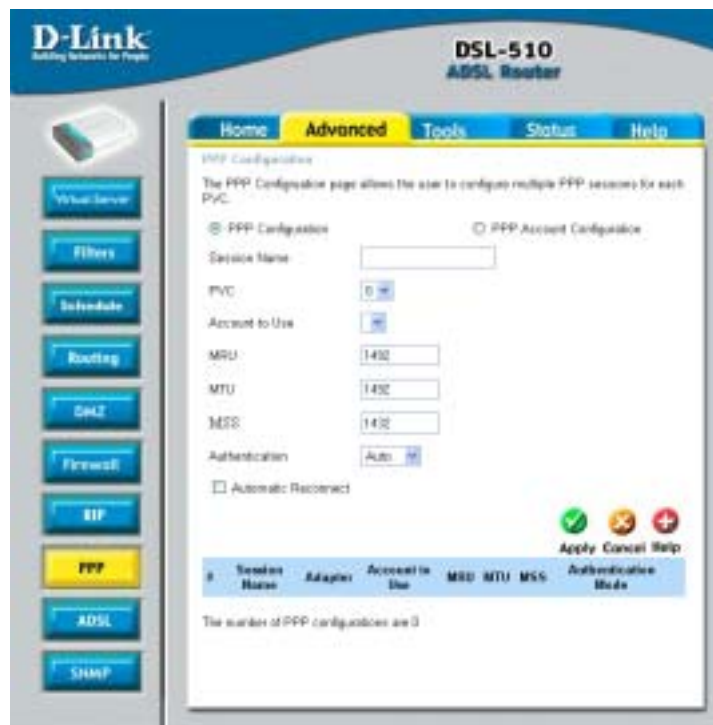 D-Link
Building Networks for People
DSL-510
ADSL Router
Home Advanced Tools Status Help
PPP Configuration
The PPP Configuration page allows the user to configure multiple PPP sessions for each
PVC.
PPP Configuration PPP Account Configuration
Session Name
PVC 0
Account to Use
MRU 1492
MTU 1492
MSS 1432
Authentication Auto
Automatic Reconnect
Apply Cancel Help
# Session Name Adapter Account to Use MRU MTU MSS Authentication Mode
The number of PPP configurations are 0
Virtual Server
Filters
Schedule
Routing
DMZ
Firewall
RIP
PPP
ADSL
SNMP